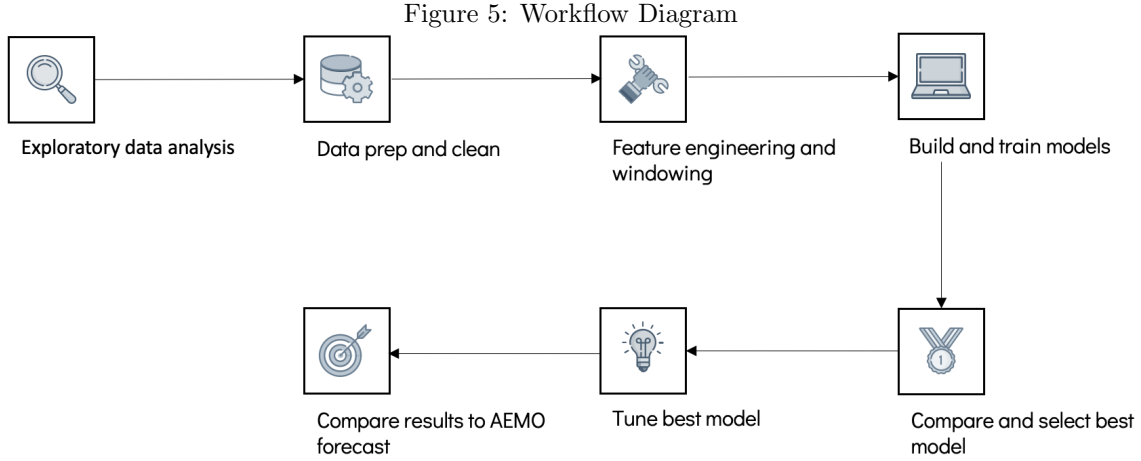 Figure 5: Workflow Diagram
Exploratory data analysis
Data prep and clean
Feature engineering and
windowing
Build and train models
1
Compare and select best
model
Tune best model
Compare results to AEMO
forecast